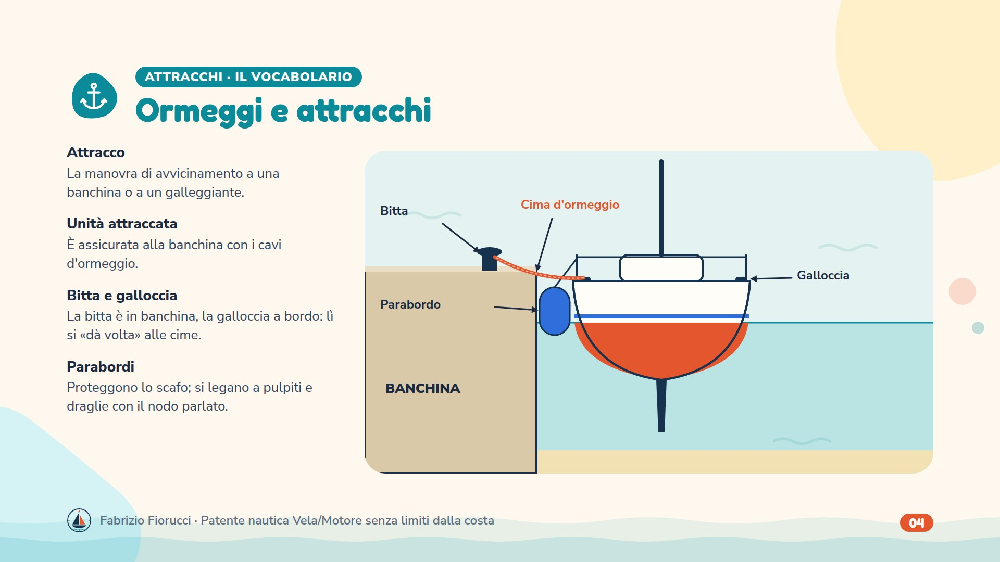 ATTRACCHI · IL VOCABOLARIO
Ormeggi e attracchi
Attracco
La manovra di avvicinamento a una
banchina o a un galleggiante.
Unità attraccata
È assicurata alla banchina con i cavi
d'ormeggio.
Bitta e galloccia
La bitta è in banchina, la galloccia a bordo: lì
si «dà volta» alle cime.
Parabordi
Proteggono lo scafo; si legano a pulpiti e
draglie con il nodo parlato.
Bitta
Cima d'ormeggio
Galloccia
Parabordo
BANCHINA
Fabrizio Fiorucci · Patente nautica Vela/Motore senza limiti dalla costa
04